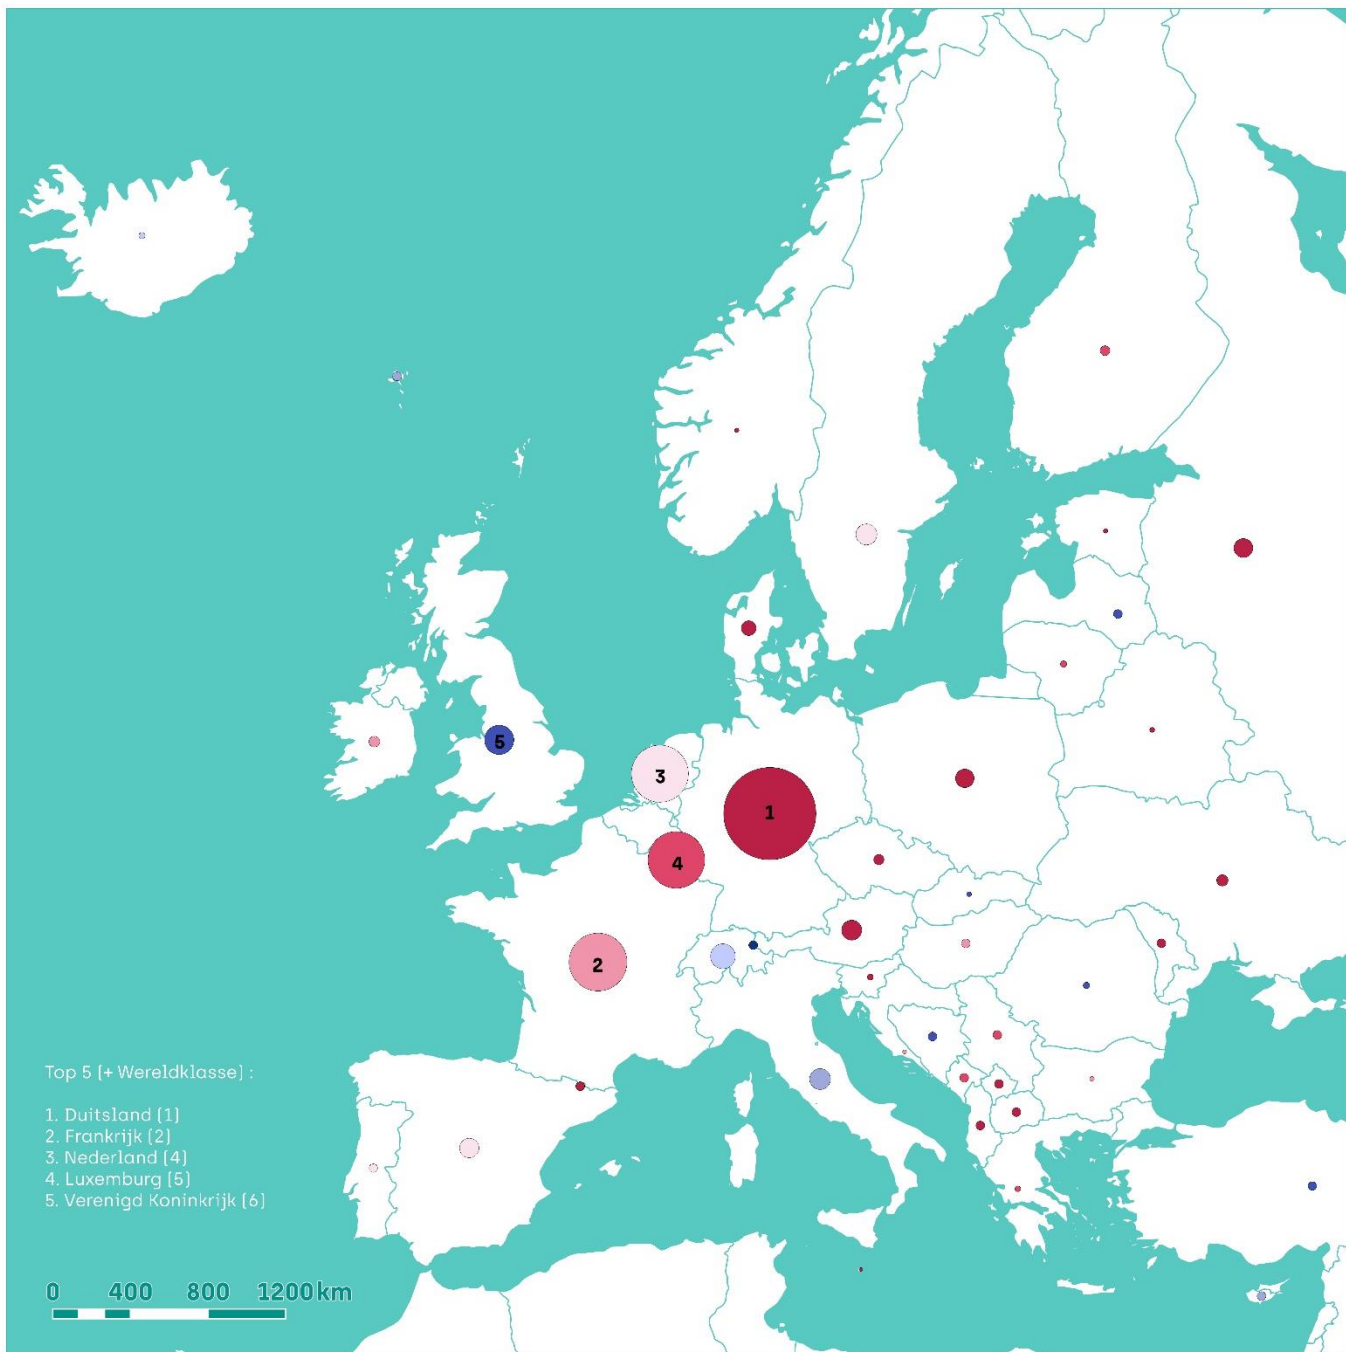 5
3
1
4
2
Top 5 (+ Wereldklasse) :
1. Duitsland (1)
2. Frankrijk (2)
3. Nederland (4)
4. Luxemburg (5)
5. Verenigd Koninkrijk (6)
0 400 800 1200 km